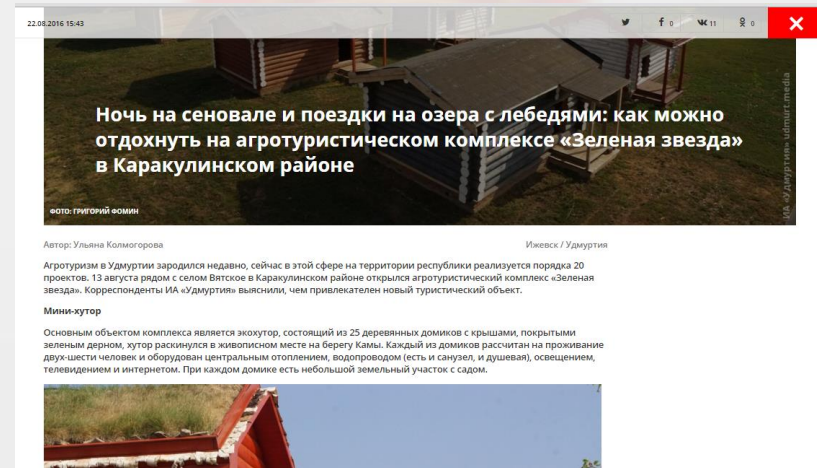 22.08.2016 15:43
0
11
0
Ночь на сеновале и поездки на озера с лебедями: как можно
отдохнуть на агротуристическом комплексе «Зеленая звезда»
в Каракулинском районе
ИА «Удмуртия» udmurt.media
ФОТО: ГРИГОРИЙ ФОМИН
Автор: Ульяна Колмогорова
Ижевск / Удмуртия
Агротуризм в Удмуртии зародился недавно, сейчас в этой сфере на территории республики реализуется порядка 20
проектов. 13 августа рядом с селом Вятское в Каракулинском районе открылся агротуристический комплекс «Зеленая
звезда». Корреспонденты ИА «Удмуртия» выяснили, чем привлекателен новый туристический объект.
Мини-хутор
Основным объектом комплекса является экохутор, состоящий из 25 деревянных домиков с крышами, покрытыми
зеленым дерном, хутор раскинулся в живописном месте на берегу Камы. Каждый из домиков рассчитан на проживание
двух-шести человек и оборудован центральным отоплением, водопроводом (есть и санузел, и душевая), освещением,
телевидением и интернетом. При каждом домике есть небольшой земельный участок с садом.